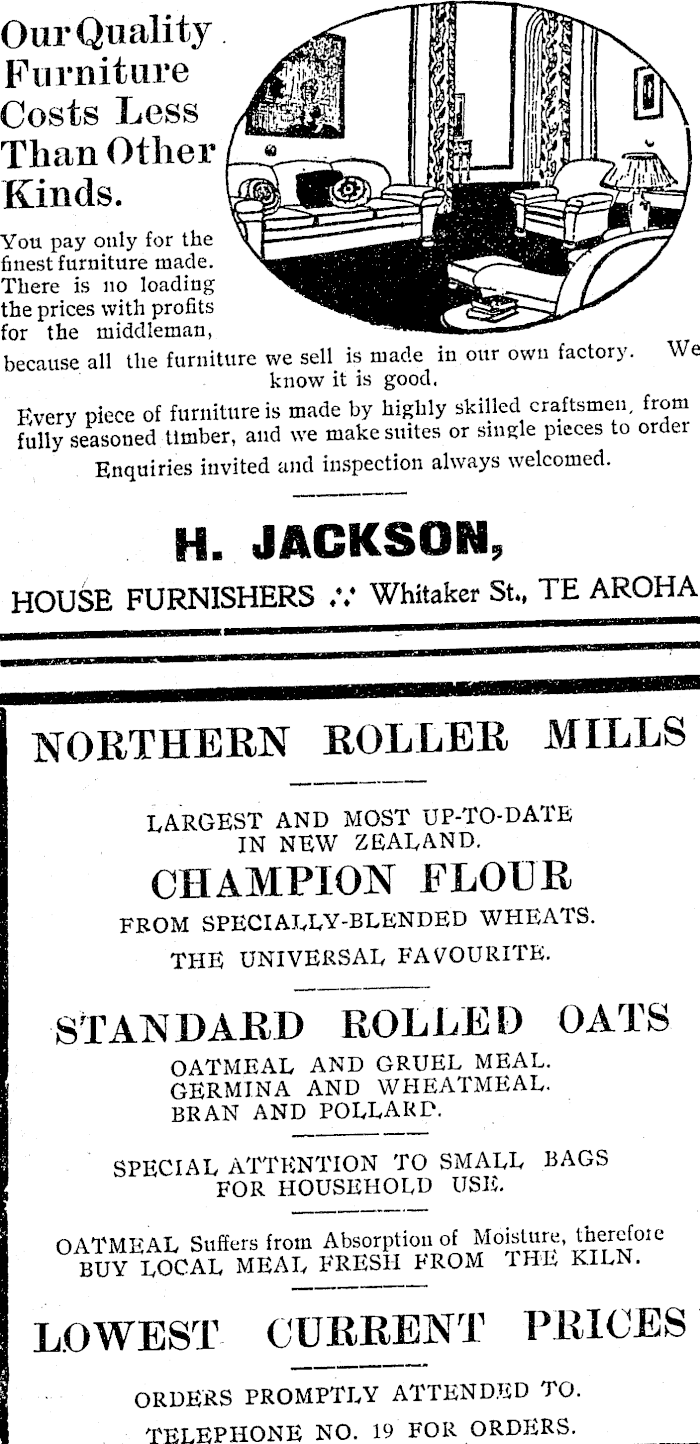 Our Quality
Furniture
Costs Less
Than Other
Kinds.
You pay only for the
finest furniture made.
There is no loading
the prices with profits
for the middleman,
because all the furniture we sell is made in our own factory. We
know it is good.
Every piece of furniture is made by highly skilled craftsmen, from
fully seasoned timber, and we make suites or single pieces to order
Enquiries invited and inspection always welcomed.
H. JACKSON,
HOUSE FURNISHERS ∴ Whitaker St., TE AROHA
NORTHERN ROLLER MILLS
LARGEST AND MOST UP-TO-DATE
IN NEW ZEALAND.
CHAMPION FLOUR
FROM SPECIALLY-BLENDED WHEATS.
THE UNIVERSAL FAVOURITE.
STANDARD ROLLED OATS
OATMEAL AND GRUEL MEAL.
GERMINA AND WHEATMEAL.
BRAN AND POLLARD.
SPECIAL ATTENTION TO SMALL BAGS
FOR HOUSEHOLD USE.
OATMEAL Suffers from Absorption of Moisture, therefore
BUY LOCAL MEAL FRESH FROM THE KILN.
LOWEST CURRENT PRICES
ORDERS PROMPTLY ATTENDED TO.
TELEPHONE NO. 19 FOR ORDERS.